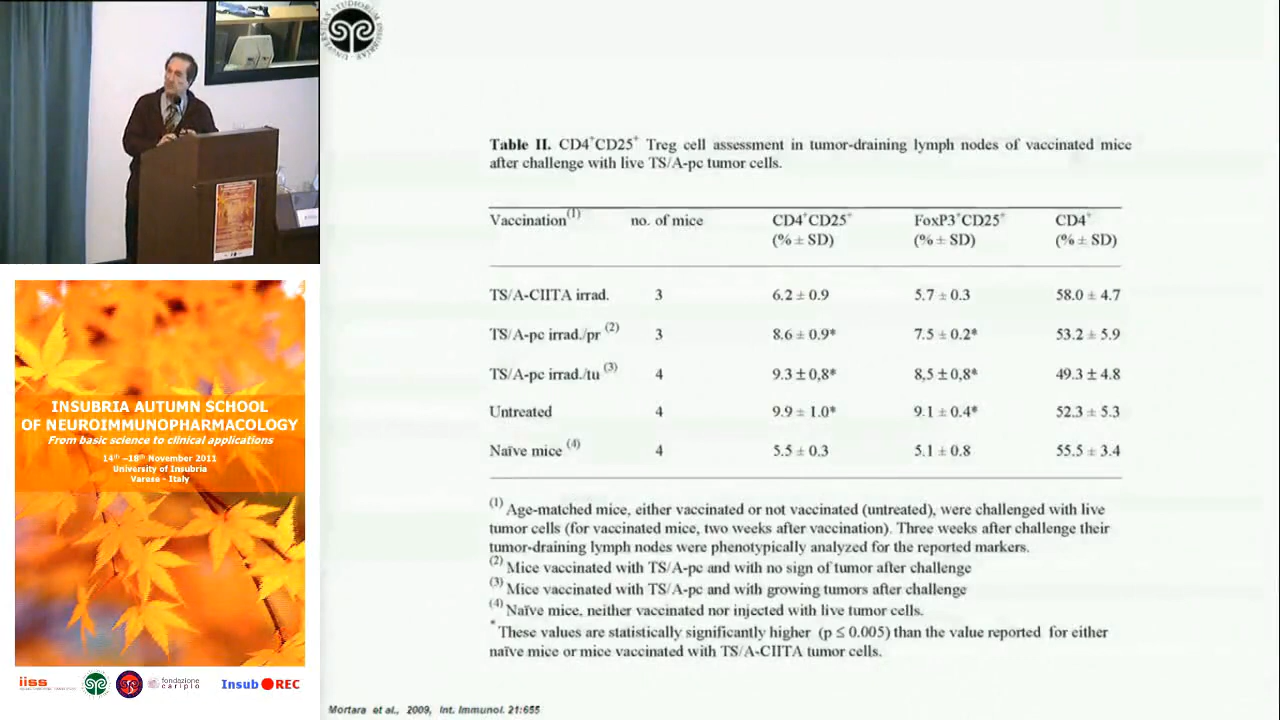 UNIVERSITAS STUDIORUM INSUBRIAE
Table II. CD4⁺CD25⁺ Treg cell assessment in tumor-draining lymph nodes of vaccinated mice
after challenge with live TS/A-pc tumor cells.
Vaccination(1) no. of mice CD4⁺CD25⁺ FoxP3⁺CD25⁺ CD4⁺
(% ± SD) (% ± SD) (% ± SD)
TS/A-CIITA irrad. 3 6.2 ± 0.9 5.7 ± 0.3 58.0 ± 4.7
TS/A-pc irrad./pr (2) 3 8.6 ± 0.9* 7.5 ± 0.2* 53.2 ± 5.9
TS/A-pc irrad./tu (3) 4 9.3 ± 0,8* 8,5 ± 0,8* 49.3 ± 4.8
Untreated 4 9.9 ± 1.0* 9.1 ± 0.4* 52.3 ± 5.3
Naïve mice (4) 4 5.5 ± 0.3 5.1 ± 0.8 55.5 ± 3.4
(1) Age-matched mice, either vaccinated or not vaccinated (untreated), were challenged with live
tumor cells (for vaccinated mice, two weeks after vaccination). Three weeks after challenge their
tumor-draining lymph nodes were phenotypically analyzed for the reported markers.
(2) Mice vaccinated with TS/A-pc and with no sign of tumor after challenge
(3) Mice vaccinated with TS/A-pc and with growing tumors after challenge
(4) Naïve mice, neither vaccinated nor injected with live tumor cells.
* These values are statistically significantly higher (p ≤ 0.005) than the value reported for either
naïve mice or mice vaccinated with TS/A-CIITA tumor cells.
Mortara et al., 2009, Int. Immunol. 21:655
INSUBRIA AUTUMN SCHOOL
OF NEUROIMMUNOPHARMACOLOGY
From basic science to clinical applications
14th –18th November 2011
University of Insubria
Varese - Italy
iiss
fondazione
cariplo
Insub REC